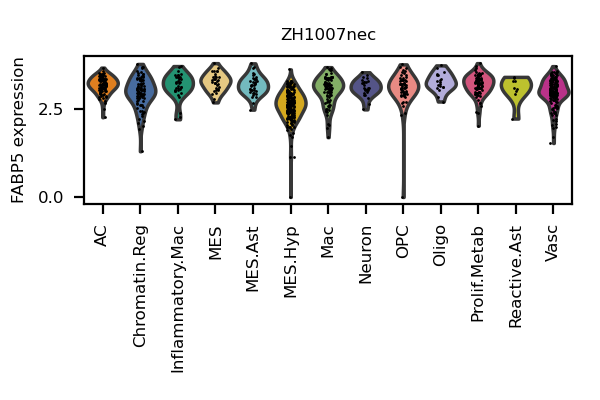 ZH1007nec
FABP5 expression
2.5
0.0
AC
Chromatin.Reg
Inflammatory.Mac
MES
MES.Ast
MES.Hyp
Mac
Neuron
OPC
Oligo
Prolif.Metab
Reactive.Ast
Vasc